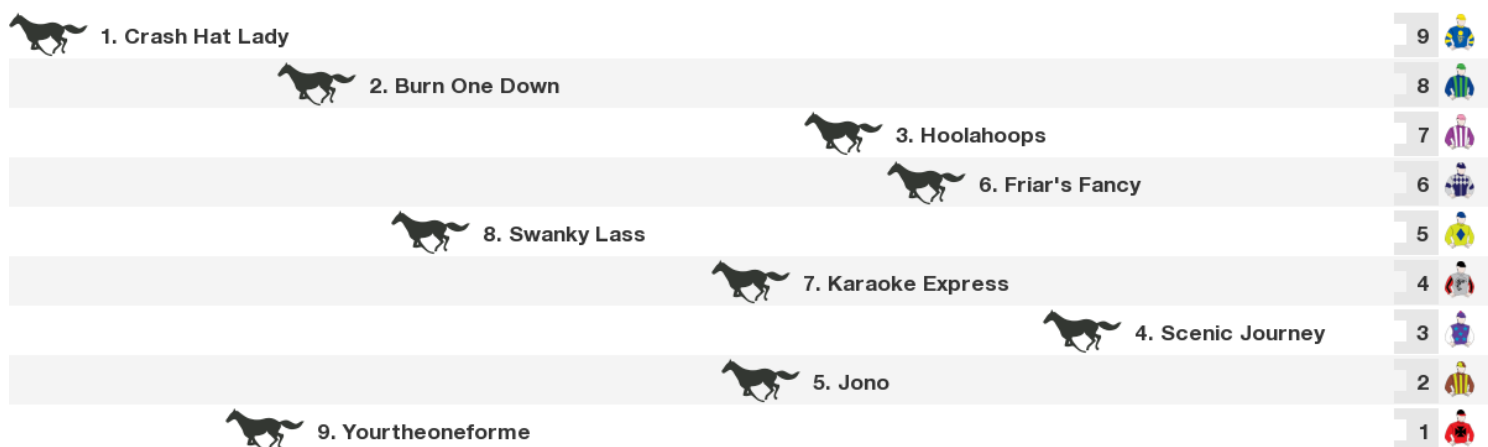 1. Crash Hat Lady 9
2. Burn One Down 8
3. Hoolahoops 7
6. Friar's Fancy 6
8. Swanky Lass 5
7. Karaoke Express 4
4. Scenic Journey 3
5. Jono 2
9. Yourtheoneforme 1